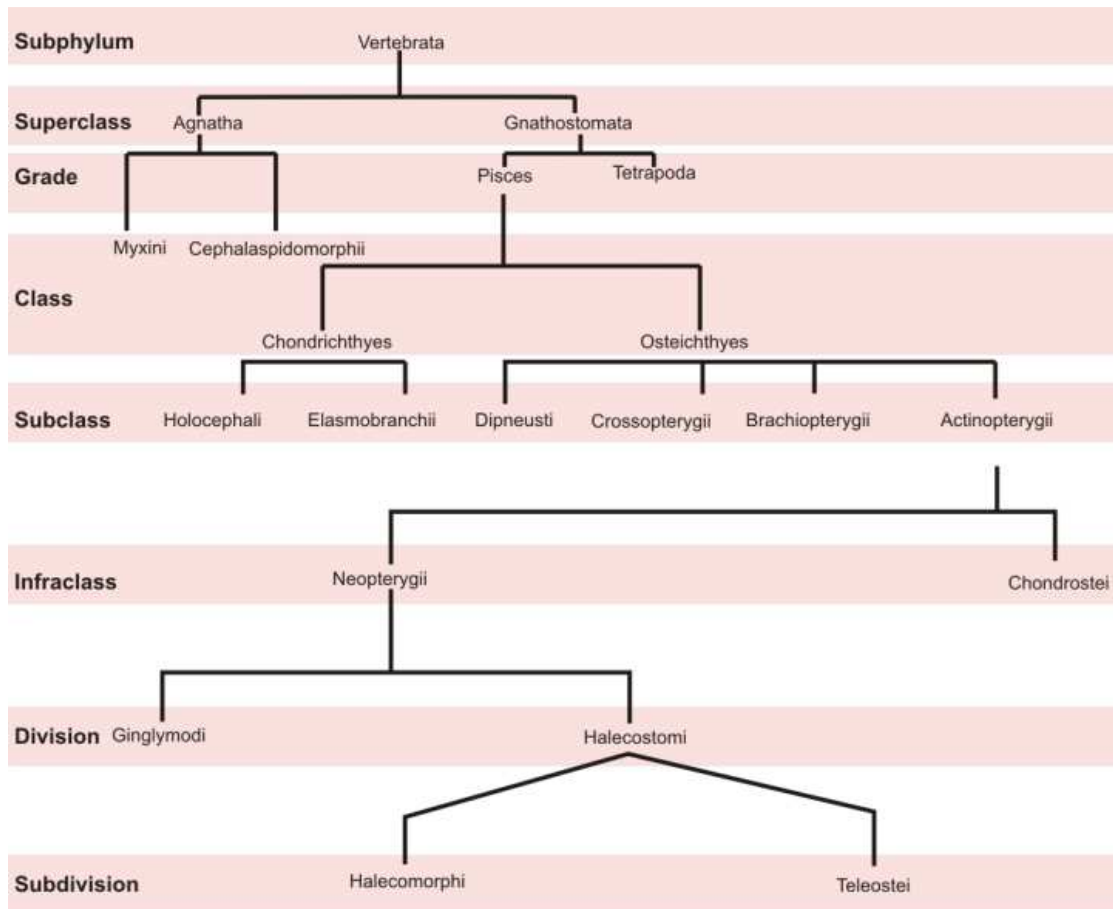 Subphylum
Vertebrata
Superclass
Agnatha
Gnathostomata
Grade
Pisces
Tetrapoda
Myxini
Cephalaspidomorphii
Class
Chondrichthyes
Osteichthyes
Subclass
Holocephali
Elasmobranchii
Dipneusti
Crossopterygii
Brachiopterygii
Actinopterygii
Infraclass
Neopterygii
Chondrostei
Division
Ginglymodi
Halecostomi
Subdivision
Halecomorphi
Teleostei